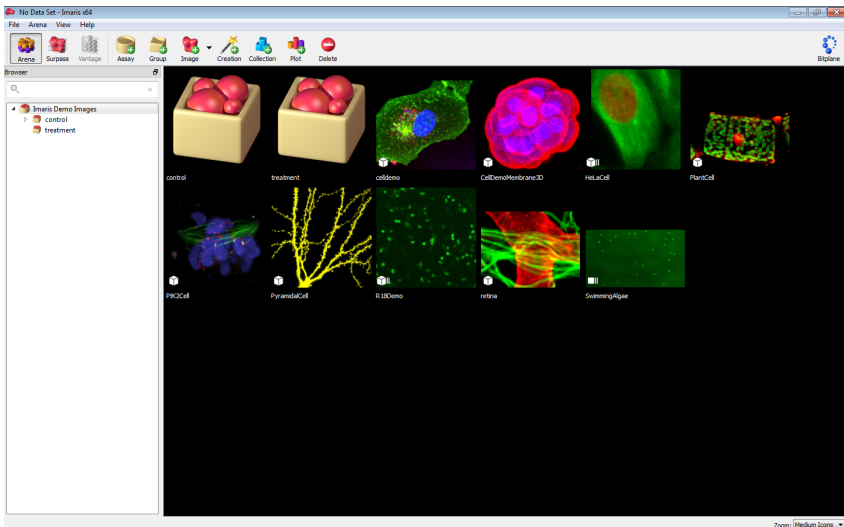 No Data Set - Imaris x64
File Arena View Help
Arena Surpass Vantage Assay Group Image Creation Collection Plot Delete Bitplane
Browser
Imaris Demo Images
control
treatment
control treatment celldemo CellDemoMembrane3D HeLaCell PlantCell
PtK2Cell PyramidalCell R18Demo retina SwimmingAlgae
Zoom: Medium Icons